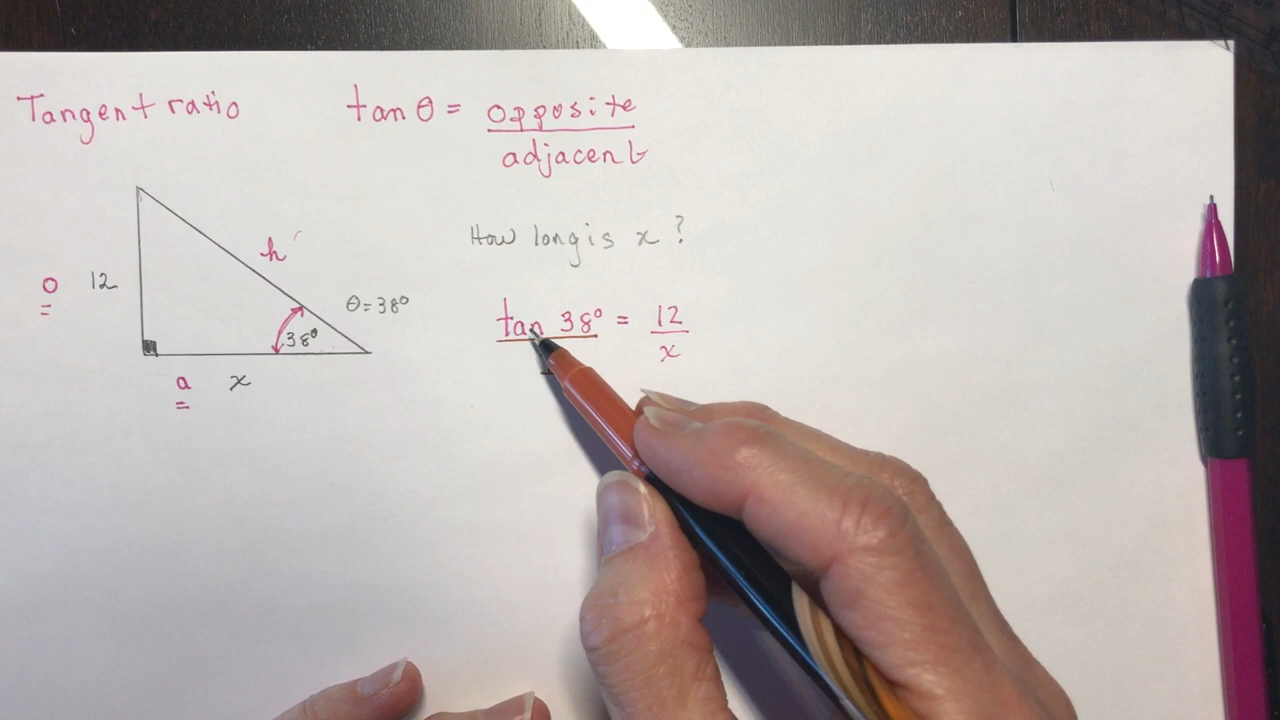 Tangent ratio
tan θ = opposite
adjacent
How long is x?
h
o 12
θ=38°
38°
tan 38° = 12
x
a x